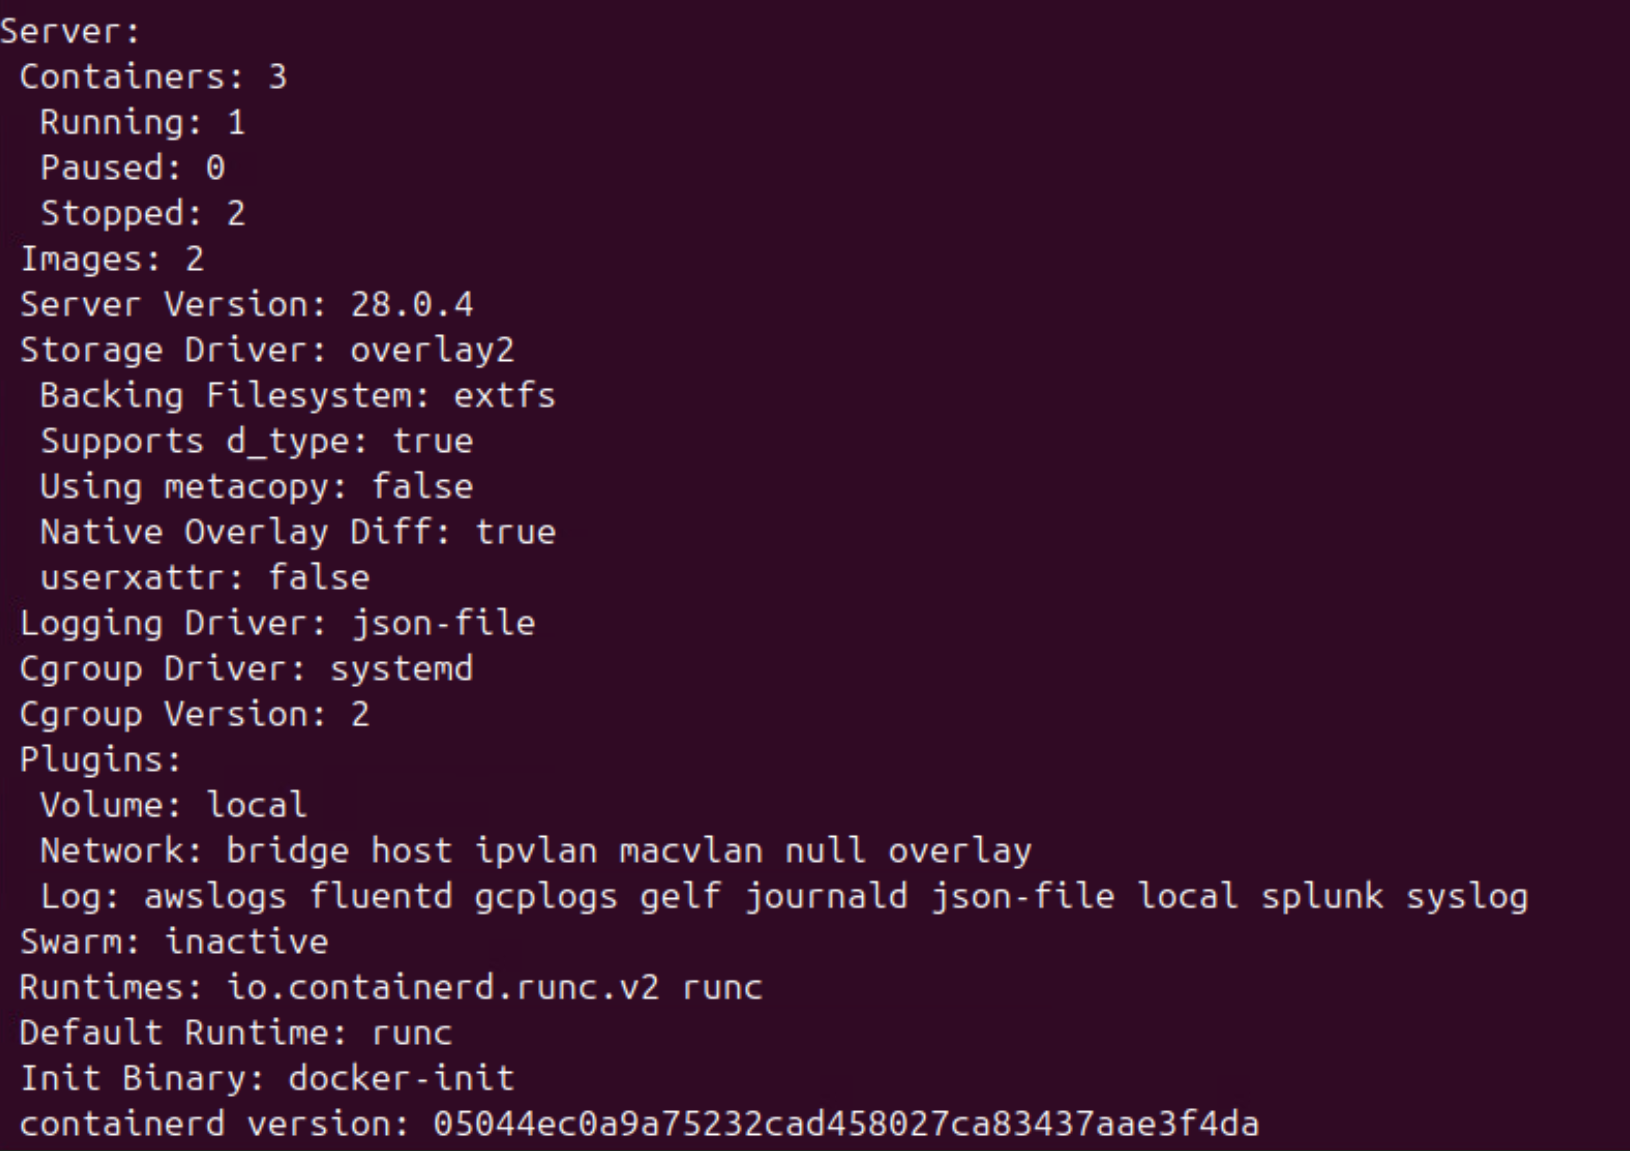 Server:
 Containers: 3
  Running: 1
  Paused: 0
  Stopped: 2
 Images: 2
 Server Version: 28.0.4
 Storage Driver: overlay2
  Backing Filesystem: extfs
  Supports d_type: true
  Using metacopy: false
  Native Overlay Diff: true
  userxattr: false
 Logging Driver: json-file
 Cgroup Driver: systemd
 Cgroup Version: 2
 Plugins:
  Volume: local
  Network: bridge host ipvlan macvlan null overlay
  Log: awslogs fluentd gcplogs gelf journald json-file local splunk syslog
 Swarm: inactive
 Runtimes: io.containerd.runc.v2 runc
 Default Runtime: runc
 Init Binary: docker-init
 containerd version: 05044ec0a9a75232cad458027ca83437aae3f4da